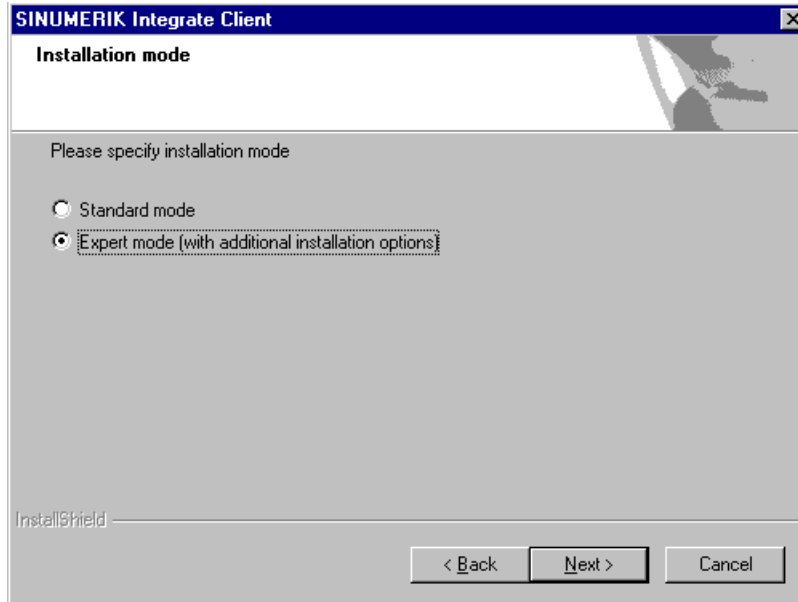 SINUMERIK Integrate Client
Installation mode
Please specify installation mode
Standard mode
Expert mode (with additional installation options)
InstallShield
< Back
Next >
Cancel